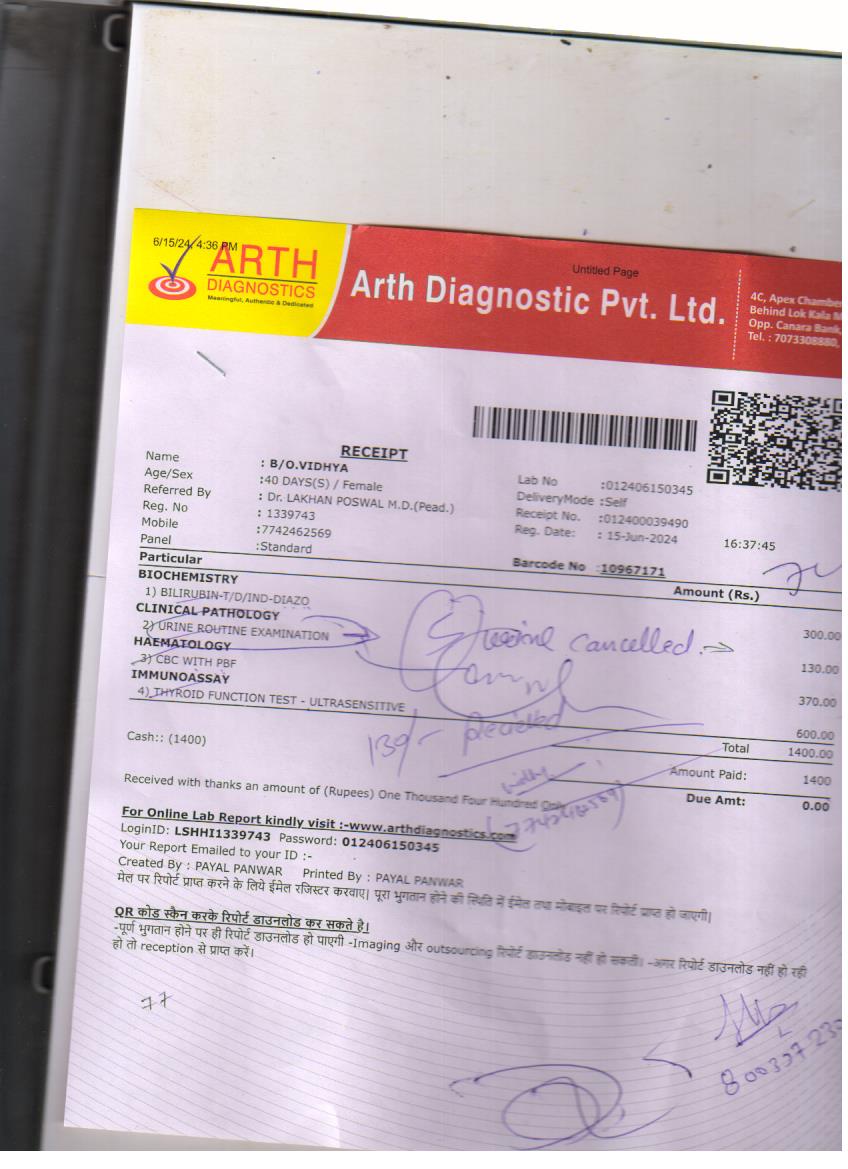 6/15/24, 4:36 PM
Untitled Page
ARTH
DIAGNOSTICS
Meaningful, Authentic & Dedicated
Arth Diagnostic Pvt. Ltd.
4C, Apex Chamber
Behind Lok Kala M
Opp. Canara Bank,
Tel. : 7073308880,
RECEIPT
Name : B/O.VIDHYA
Age/Sex :40 DAYS(S) / Female
Referred By : Dr. LAKHAN POSWAL M.D.(Pead.)
Reg. No : 1339743
Mobile :7742462569
Panel :Standard
Lab No :012406150345
DeliveryMode :Self
Receipt No. :012400039490
Reg. Date: : 15-Jun-2024 16:37:45
Barcode No :10967171
Particular Amount (Rs.)
BIOCHEMISTRY
1) BILIRUBIN-T/D/IND-DIAZO 300.00
CLINICAL PATHOLOGY
2) URINE ROUTINE EXAMINATION 130.00
cancelled.
HAEMATOLOGY
3) CBC WITH PBF 370.00
IMMUNOASSAY
4) THYROID FUNCTION TEST - ULTRASENSITIVE 600.00
130/-
Total 1400.00
Cash:: (1400)
Amount Paid: 1400
Due Amt: 0.00
Received with thanks an amount of (Rupees) One Thousand Four Hundred Only
For Online Lab Report kindly visit :-www.arthdiagnostics.com
LoginID: LSHHI1339743 Password: 012406150345
Your Report Emailed to your ID :-
Created By : PAYAL PANWAR Printed By : PAYAL PANWAR
मेल पर रिपोर्ट प्राप्त करने के लिये ईमेल रजिस्टर करवाए। पूरा भुगतान होने की स्थिति में ईमेल तथा मोबाइल पर रिपोर्ट प्राप्त हो जाएगी।
QR कोड स्कैन करके रिपोर्ट डाउनलोड कर सकते है।
-पूर्ण भुगतान होने पर ही रिपोर्ट डाउनलोड हो पाएगी -Imaging और outsourcing रिपोर्ट डाउनलोड नहीं हो सकती। -अगर रिपोर्ट डाउनलोड नहीं हो रही
हो तो reception से प्राप्त करें।
77